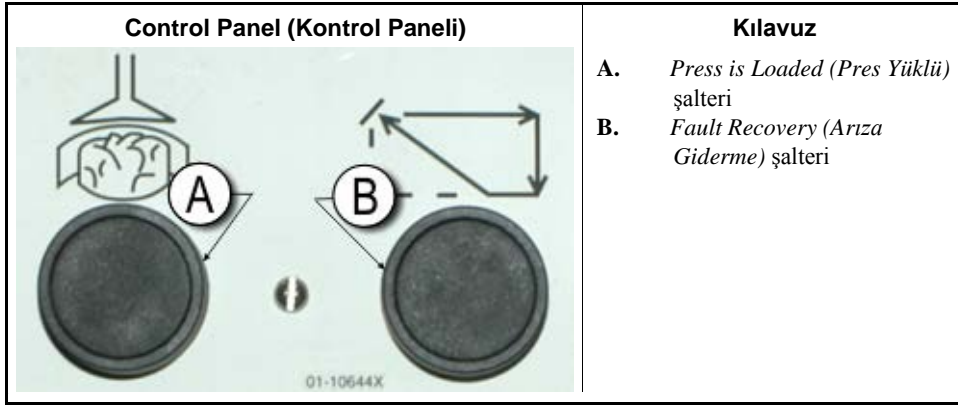 Control Panel (Kontrol Paneli)
A
B
01-10644X
Kılavuz
A. Press is Loaded (Pres Yüklü)
şalteri
B. Fault Recovery (Arıza
Giderme) şalteri